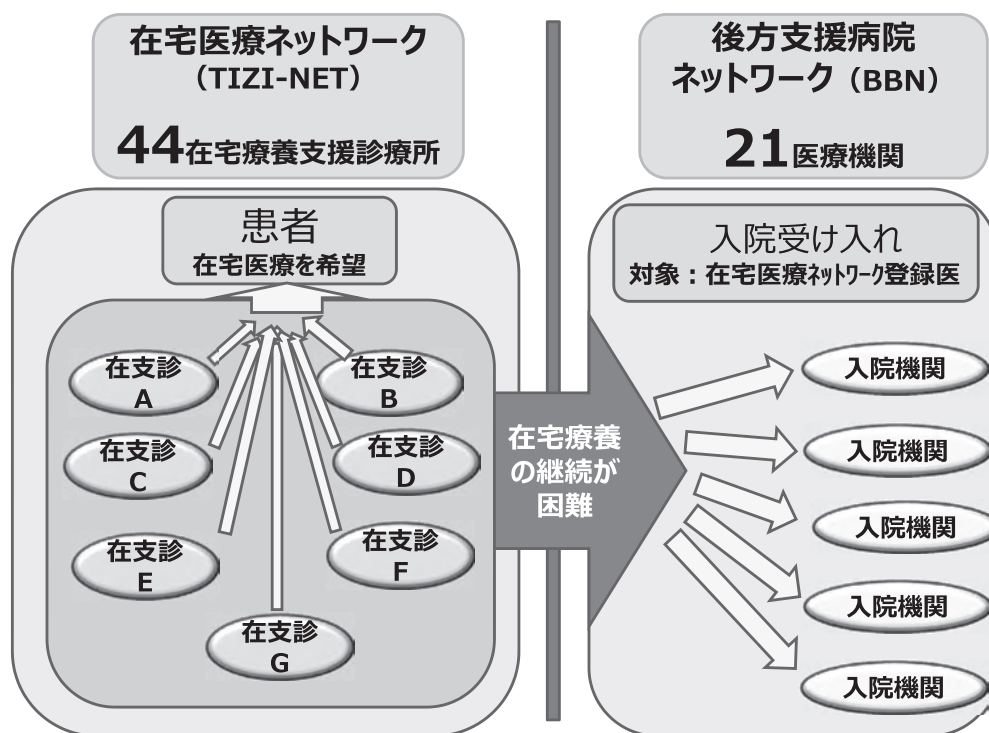 在宅医療ネットワーク
（TIZI-NET）
44在宅療養支援診療所
患者
在宅医療を希望
在支診
A
在支診
B
在支診
C
在支診
D
在支診
E
在支診
F
在支診
G
在宅療養
の継続が
困難
後方支援病院
ネットワーク（BBN）
21医療機関
入院受け入れ
対象：在宅医療ネットワーク登録医
入院機関
入院機関
入院機関
入院機関
入院機関